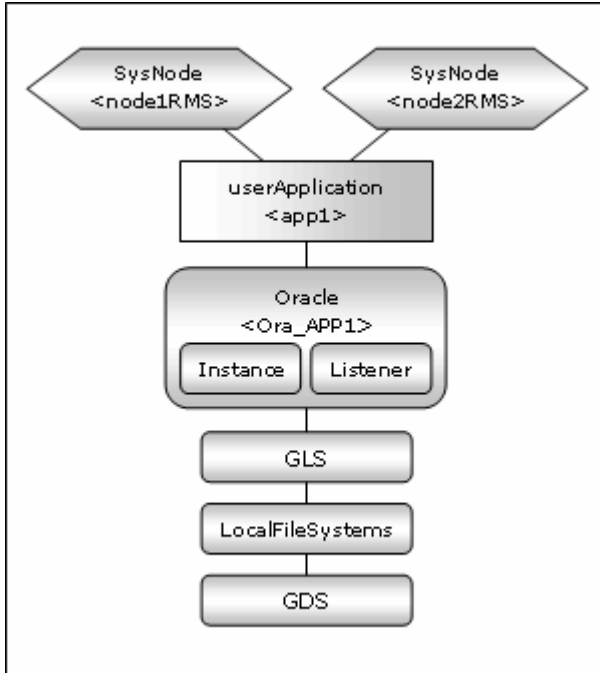 SysNode
<node1RMS>
SysNode
<node2RMS>
userApplication
<app1>
Oracle
<Ora_APP1>
Instance
Listener
GLS
LocalFileSystems
GDS